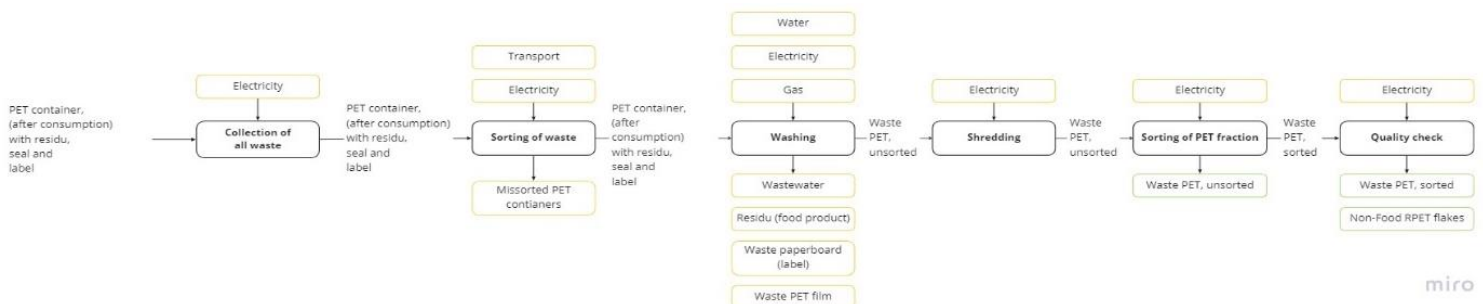 PET container,
(after consumption)
with residu,
seal and
label
Electricity
Collection of
all waste
PET container,
(after consumption)
with residu,
seal and
label
Transport
Electricity
Sorting of waste
Missorted PET
contianers
PET container,
(after
consumption)
with residu,
seal and
label
Water
Electricity
Gas
Washing
Wastewater
Residu (food product)
Waste paperboard
(label)
Waste PET film
Waste
PET,
unsorted
Electricity
Shredding
Waste
PET,
unsorted
Electricity
Sorting of PET fraction
Waste PET, unsorted
Waste
PET,
sorted
Electricity
Quality check
Waste PET, sorted
Non-Food RPET flakes
miro